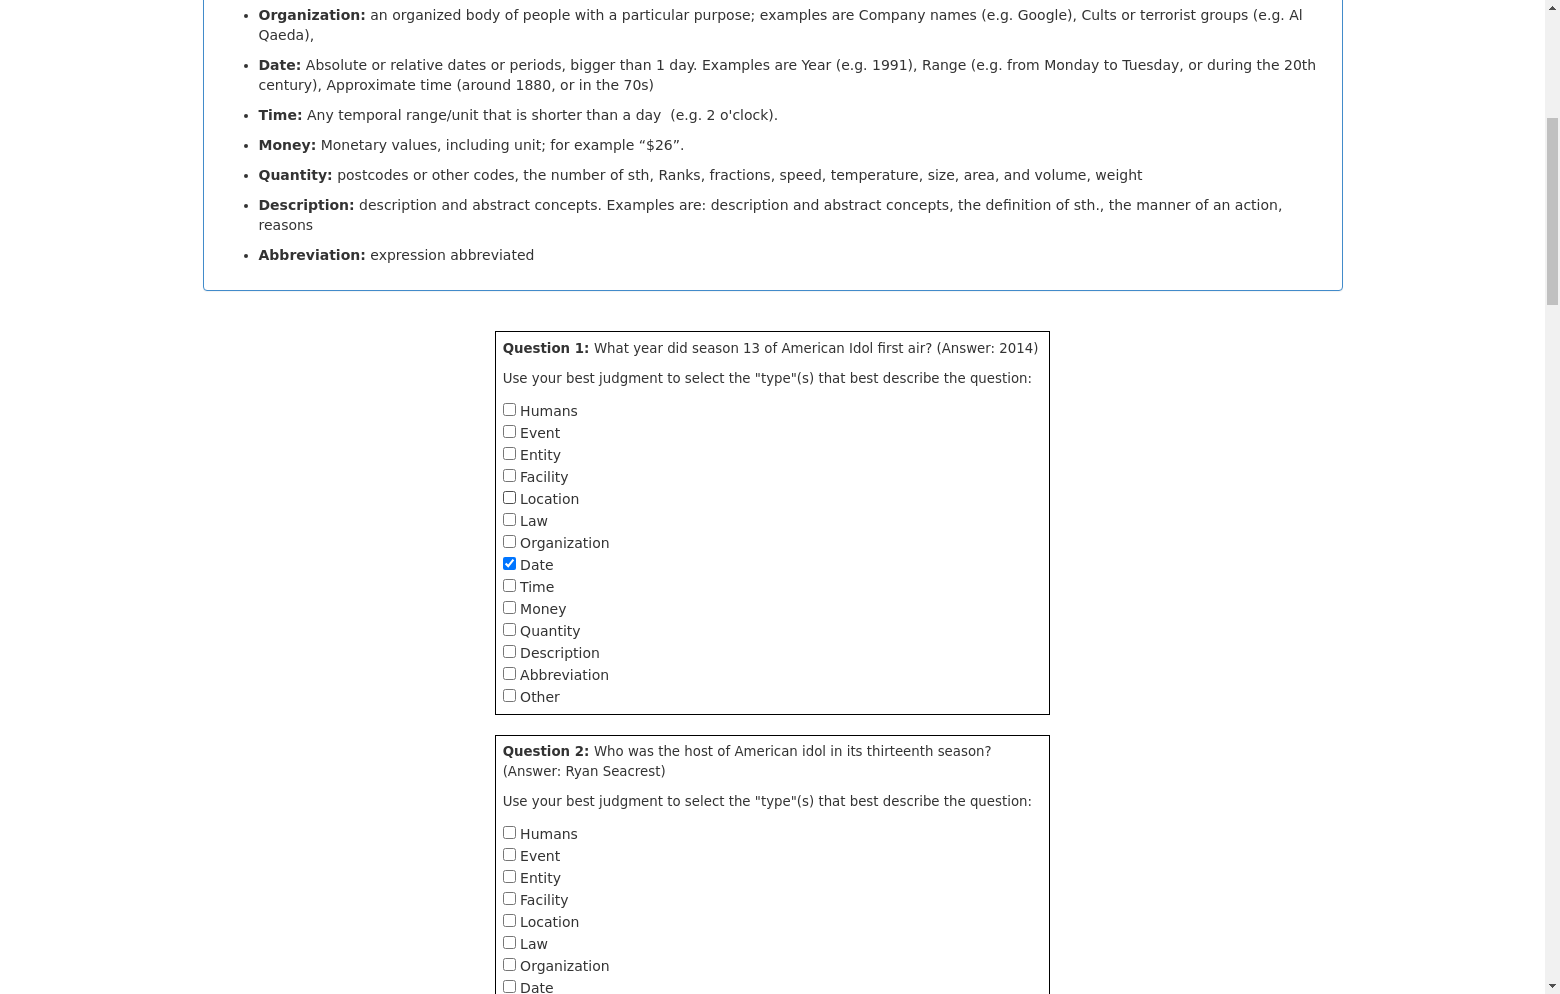 Organization: an organized body of people with a particular purpose; examples are Company names (e.g. Google), Cults or terrorist groups (e.g. Al
Qaeda),
Date: Absolute or relative dates or periods, bigger than 1 day. Examples are Year (e.g. 1991), Range (e.g. from Monday to Tuesday, or during the 20th
century), Approximate time (around 1880, or in the 70s)
Time: Any temporal range/unit that is shorter than a day  (e.g. 2 o'clock).
Money: Monetary values, including unit; for example “$26”.
Quantity: postcodes or other codes, the number of sth, Ranks, fractions, speed, temperature, size, area, and volume, weight
Description: description and abstract concepts. Examples are: description and abstract concepts, the definition of sth., the manner of an action,
reasons
Abbreviation: expression abbreviated
Question 1: What year did season 13 of American Idol first air? (Answer: 2014)
Use your best judgment to select the "type"(s) that best describe the question:
Humans
Event
Entity
Facility
Location
Law
Organization
Date
Time
Money
Quantity
Description
Abbreviation
Other
Question 2: Who was the host of American idol in its thirteenth season?
(Answer: Ryan Seacrest)
Use your best judgment to select the "type"(s) that best describe the question:
Humans
Event
Entity
Facility
Location
Law
Organization
Date